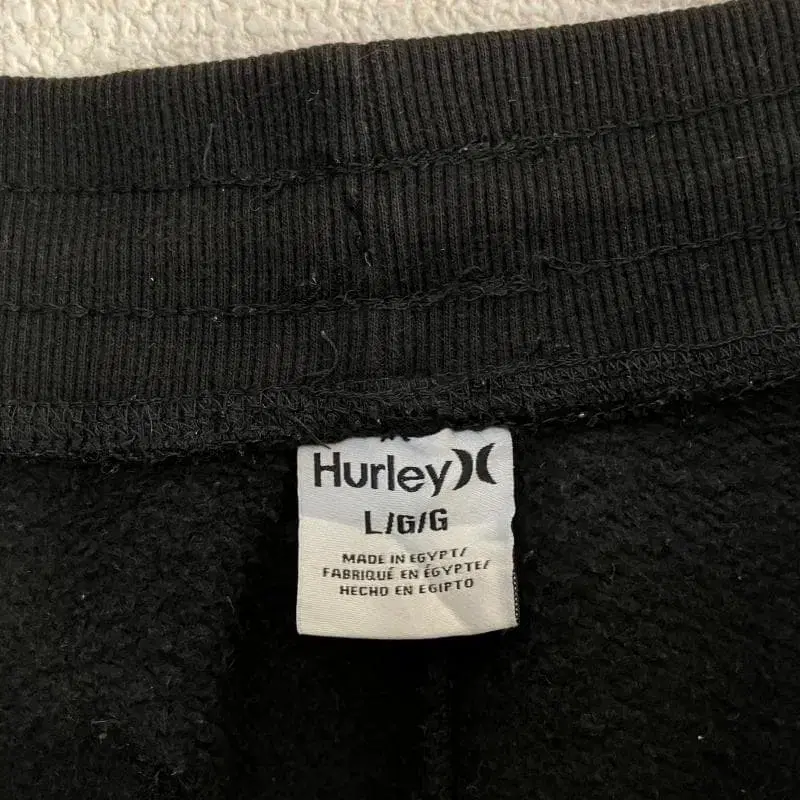 Hurley
L/G/G
MADE IN EGYPT/
FABRIQUÉ EN ÉGYPTE/
HECHO EN EGIPTO